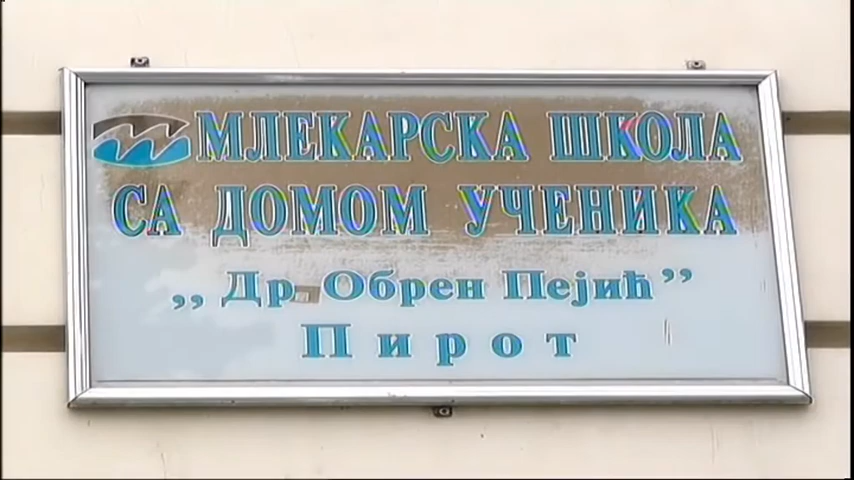 МЛЕКАРСКА ШКОЛА
СА ДОМОМ УЧЕНИКА
„Др Обрен Пејић”
Пирот